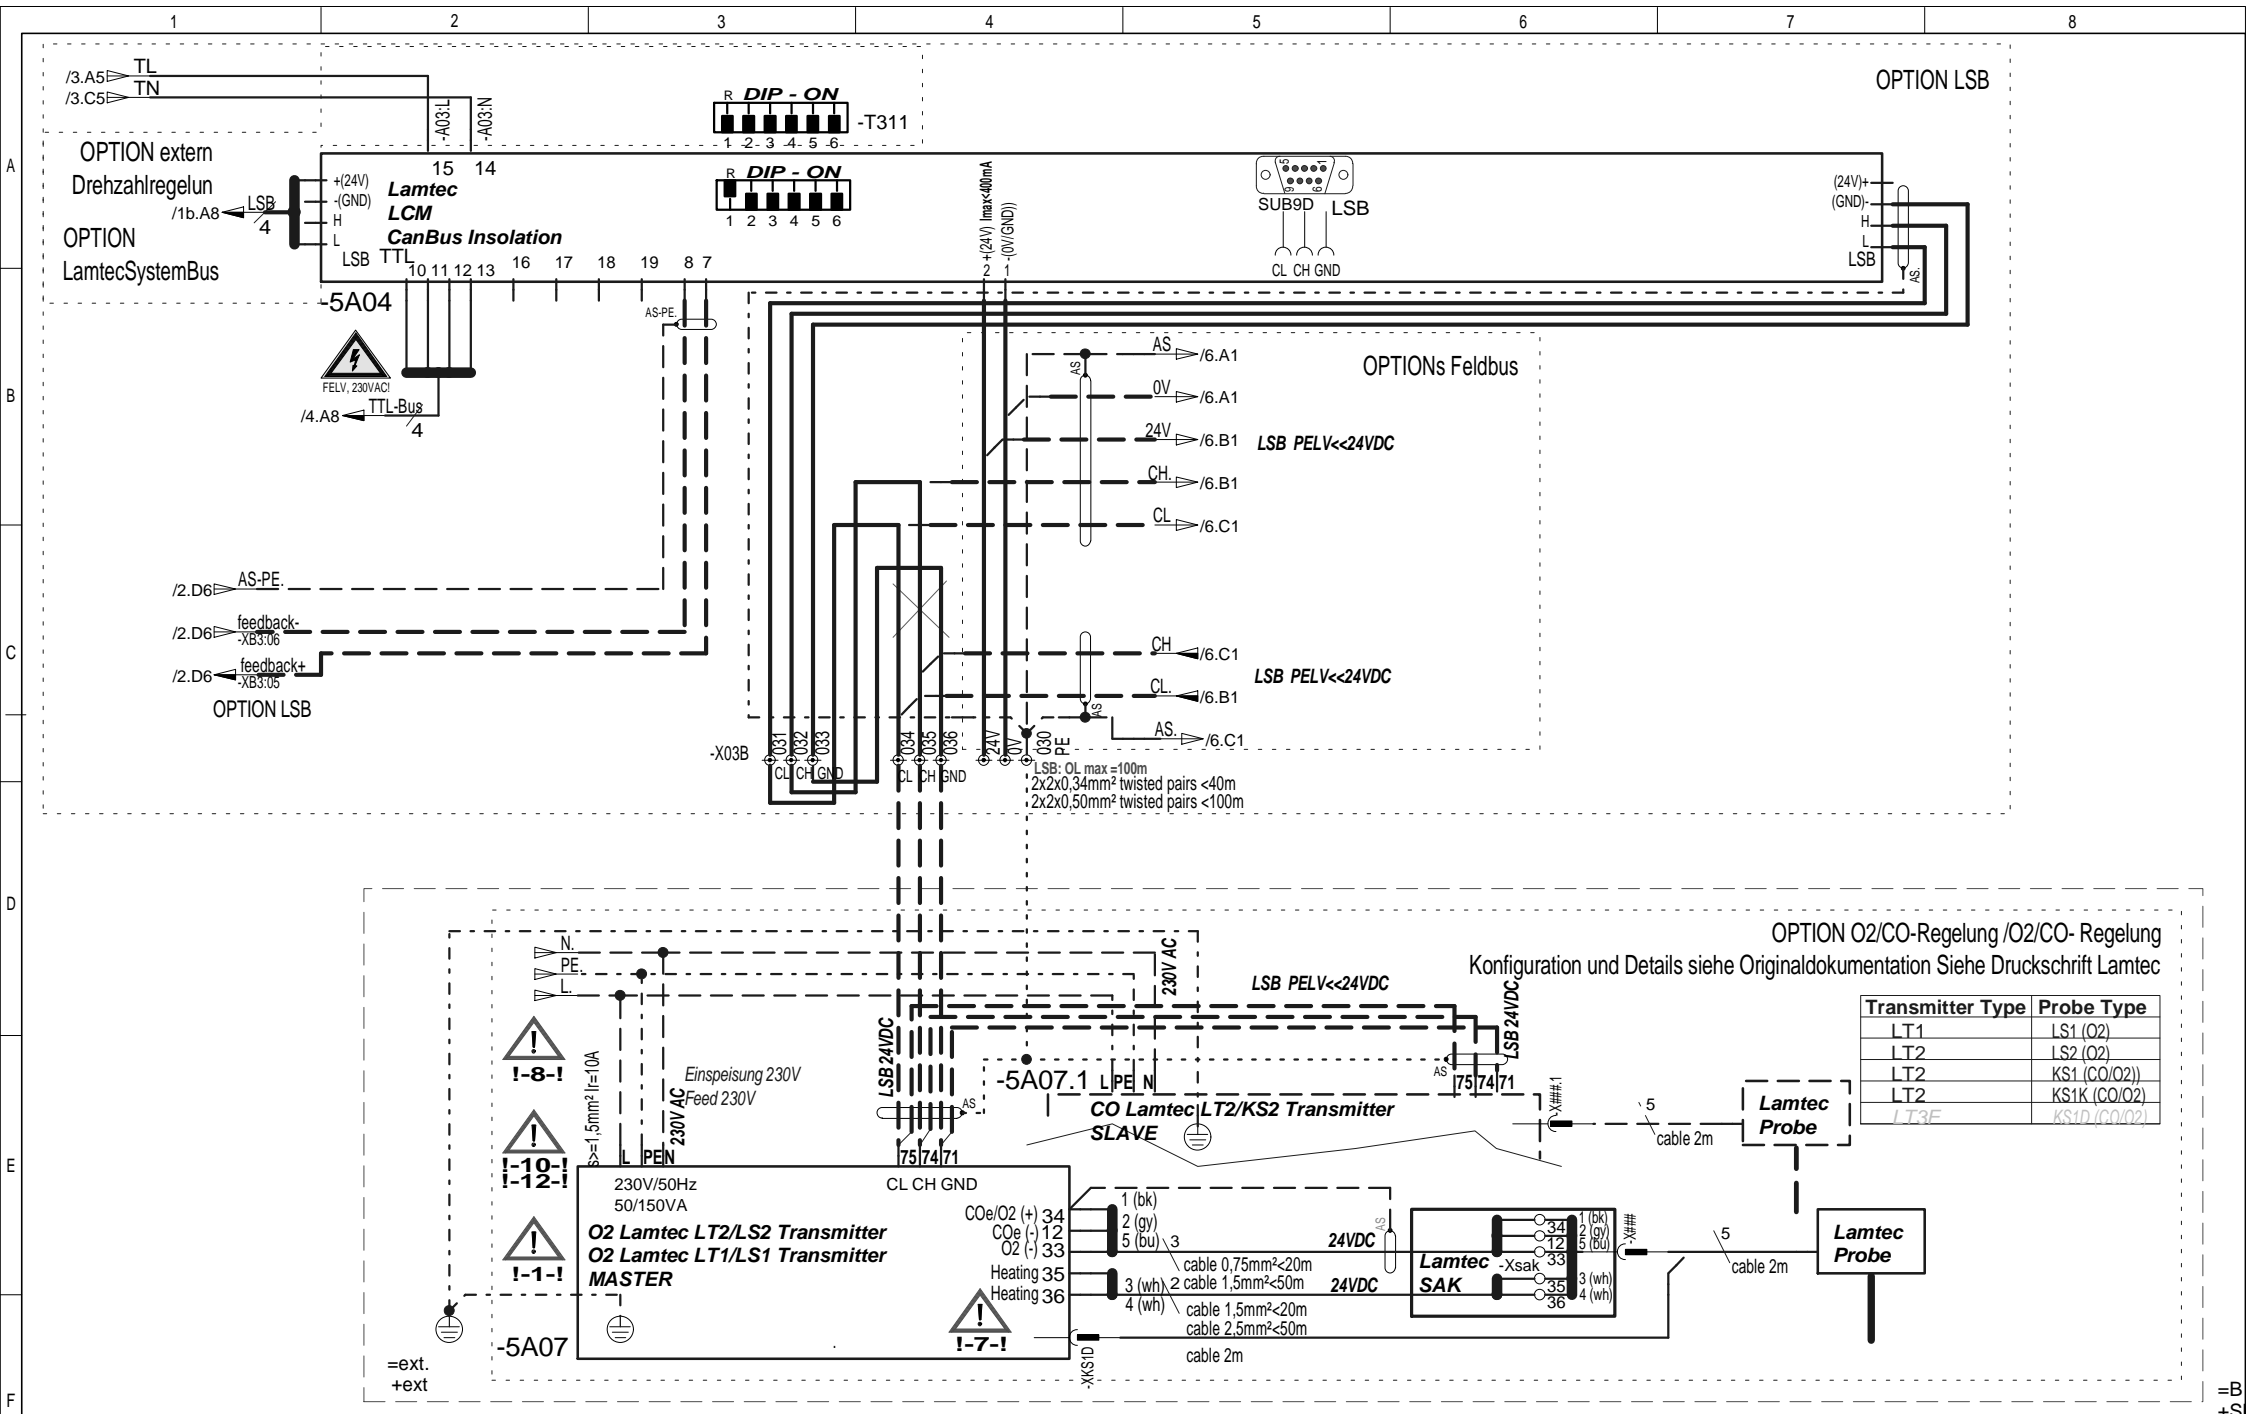 1 2 3 4 5 6 7 8
A
B
C
D
E
F
/3.A5 TL
/3.C5 TN
-A03:L
-A03:N
OPTION LSB
R DIP - ON
-T311
1 2 3 4 5 6
OPTION extern
Drehzahlregelun
/1b.A8
LSB
4
OPTION
LamtecSystemBus
+(24V)
-(GND)
H
L
LSB
15 14
Lamtec
LCM
CanBus Insolation
TTL
10 11 12 13 16 17 18 19 8 7
R DIP - ON
1 2 3 4 5 6
+(24V) Imax<400mA
-(0V/GND))
2 1
5 1
9 6
SUB9D LSB
CL CH GND
(24V)+
(GND)-
H
L
LSB
AS.
-5A04
FELV, 230VAC!
/4.A8 TTL-Bus
4
AS-PE.
OPTIONs Feldbus
AS
AS /6.A1
0V /6.A1
24V /6.B1
LSB PELV<<24VDC
CH. /6.B1
CL /6.C1
/2.D6 AS-PE.
/2.D6 feedback-
-XB3:06
/2.D6 feedback+
-XB3:05
OPTION LSB
CH /6.C1
LSB PELV<<24VDC
CL. /6.B1
AS
AS. /6.C1
-X03B
031 032 033 034 035 036 24V 0V 030
PE
CL CH GND CL CH GND
LSB: OL max =100m
2x2x0,34mm² twisted pairs <40m
2x2x0,50mm² twisted pairs <100m
OPTION O2/CO-Regelung /O2/CO- Regelung
Konfiguration und Details siehe Originaldokumentation Siehe Druckschrift Lamtec
N.
PE.
L.
230V AC
LSB PELV<<24VDC
LSB 24VDC
LSB 24VDC
Transmitter Type Probe Type
LT1 LS1 (O2)
LT2 LS2 (O2)
LT2 KS1 (CO/O2))
LT2 KS1K (CO/O2)
LT3F KS1D (CO/O2)
!-8-!
s>=1,5mm² Ir=10A
Einspeisung 230V
Feed 230V
230V AC
AS
-5A07.1 L PE N
AS
75 74 71
CO Lamtec LT2/KS2 Transmitter
SLAVE
-X###.1
5
cable 2m
Lamtec
Probe
!-10-!
!-12-!
L PE N
75 74 71
230V/50Hz
50/150VA
CL CH GND
O2 Lamtec LT2/LS2 Transmitter
O2 Lamtec LT1/LS1 Transmitter
MASTER
!-1-!
COe/O2 (+) 34
COe (-) 12
O2 (-) 33
Heating 35
Heating 36
1 (bk)
2 (gy)
5 (bu)
3
cable 0,75mm²<20m
3 (wh) 2 cable 1,5mm²<50m
4 (wh)
cable 1,5mm²<20m
cable 2,5mm²<50m
24VDC
24VDC
AS
Lamtec
SAK
-Xsak
34
12
33
35
36
1 (bk)
2 (gy)
5 (bu)
3 (wh)
4 (wh)
-X###
5
cable 2m
Lamtec
Probe
!-7-!
-5A07
-XKS1D
cable 2m
=ext.
+ext
=B